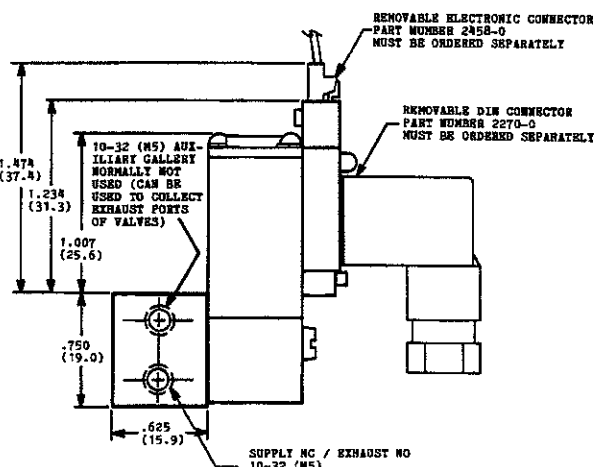 REMOVABLE ELECTRONIC CONNECTOR
PART NUMBER 2458-0
MUST BE ORDERED SEPARATELY
REMOVABLE DIN CONNECTOR
PART NUMBER 2270-0
MUST BE ORDERED SEPARATELY
10-32 (M5) AUX-
ILIARY GALLERY
NORMALLY NOT
USED (CAN BE
USED TO COLLECT
EXHAUST PORTS
OF VALVES)
1.474
(37.4)
1.234
(31.3)
1.007
(25.6)
.750
(19.0)
.625
(15.9)
SUPPLY NC / EXHAUST NO
10-32 (M5)